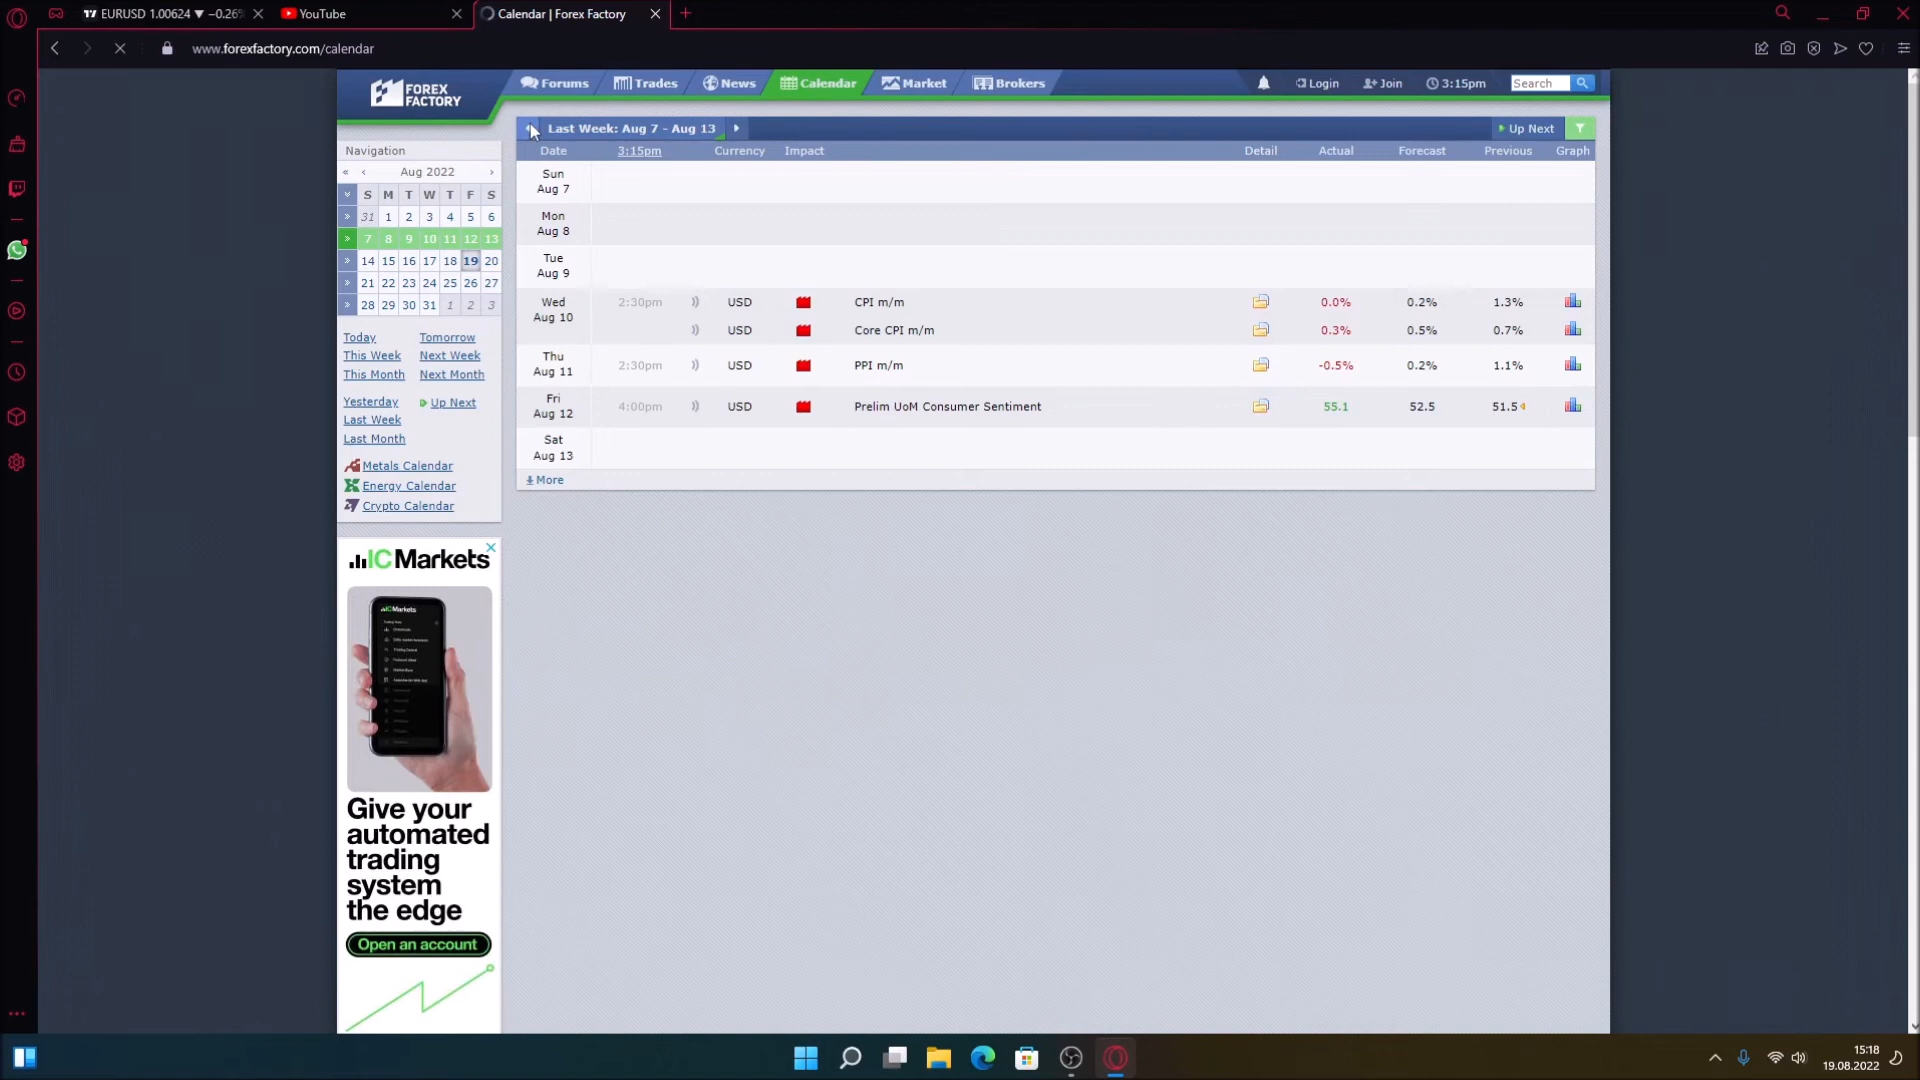 EURUSD 1.00624 ▼ −0.26%
YouTube
Calendar | Forex Factory
www.forexfactory.com/calendar
FOREX
FACTORY
Forums
Trades
News
Calendar
Market
Brokers
Login
Join
3:15pm
Search
Navigation
« ‹ Aug 2022 ›
S M T W T F S
31 1 2 3 4 5 6
7 8 9 10 11 12 13
14 15 16 17 18 19 20
21 22 23 24 25 26 27
28 29 30 31 1 2 3
Today Tomorrow
This Week Next Week
This Month Next Month
Yesterday Up Next
Last Week
Last Month
Metals Calendar
Energy Calendar
Crypto Calendar
Last Week: Aug 7 - Aug 13
Up Next
Date 3:15pm Currency Impact Detail Actual Forecast Previous Graph
Sun
Aug 7
Mon
Aug 8
Tue
Aug 9
Wed
Aug 10
2:30pm USD CPI m/m 0.0% 0.2% 1.3%
USD Core CPI m/m 0.3% 0.5% 0.7%
Thu
Aug 11
2:30pm USD PPI m/m -0.5% 0.2% 1.1%
Fri
Aug 12
4:00pm USD Prelim UoM Consumer Sentiment 55.1 52.5 51.5
Sat
Aug 13
More
ICMarkets
ICMarkets
Give your
automated
trading
system
the edge
Open an account
15:18
19.08.2022